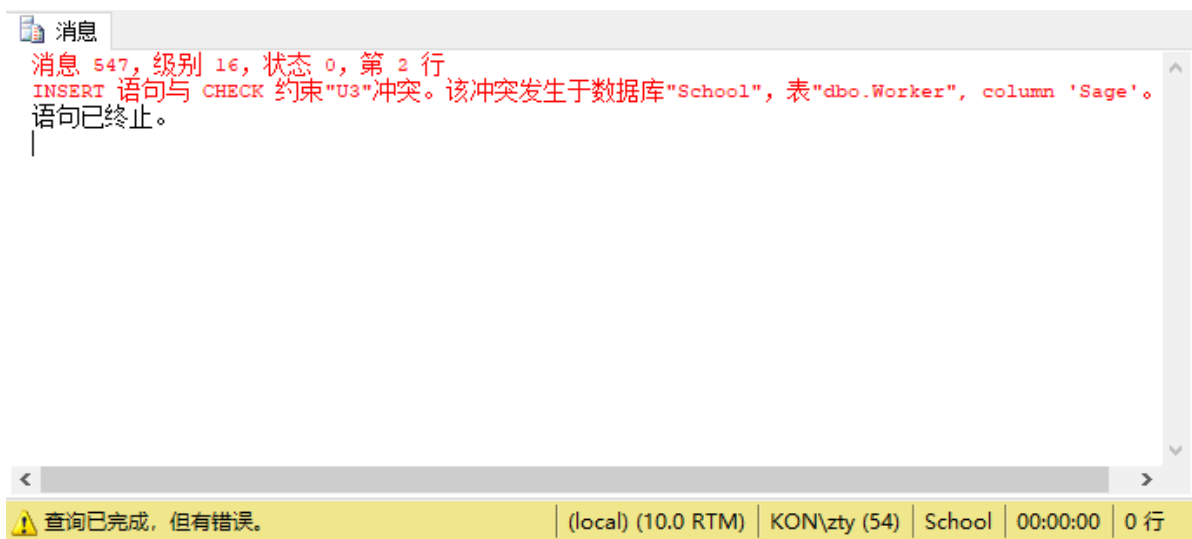 消息
消息 547，级别 16，状态 0，第 2 行
INSERT 语句与 CHECK 约束"U3"冲突。该冲突发生于数据库"School"，表"dbo.Worker", column 'Sage'。
语句已终止。
查询已完成，但有错误。 (local) (10.0 RTM) KON\zty (54) School 00:00:00 0 行